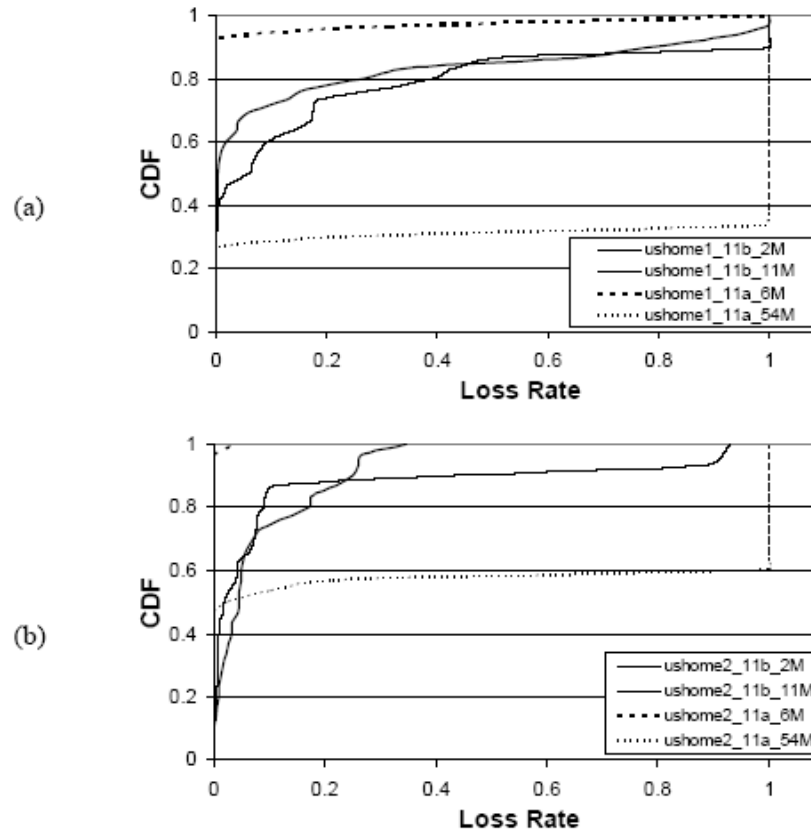 (a)
CDF
1
0.8
0.6
0.4
0.2
0
0 0.2 0.4 0.6 0.8 1
Loss Rate
ushome1_11b_2M
ushome1_11b_11M
ushome1_11a_6M
ushome1_11a_54M
(b)
CDF
1
0.8
0.6
0.4
0.2
0
0 0.2 0.4 0.6 0.8 1
Loss Rate
ushome2_11b_2M
ushome2_11b_11M
ushome2_11a_6M
ushome2_11a_54M